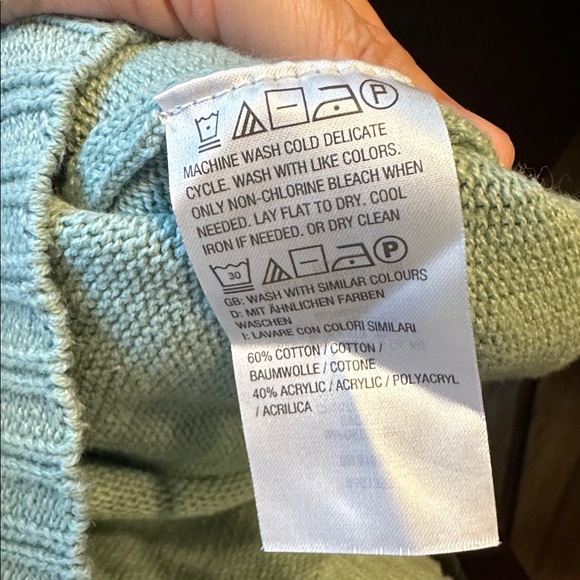 P
MACHINE WASH COLD DELICATE
CYCLE. WASH WITH LIKE COLORS.
ONLY NON-CHLORINE BLEACH WHEN
NEEDED. LAY FLAT TO DRY. COOL
IRON IF NEEDED. OR DRY CLEAN
30 P
GB: WASH WITH SIMILAR COLOURS
D: MIT ÄHNLICHEN FARBEN
WASCHEN
I: LAVARE CON COLORI SIMILARI
60% COTTON / COTTON /
BAUMWOLLE / COTONE
40% ACRYLIC / ACRYLIC / POLYACRYL
/ ACRILICA